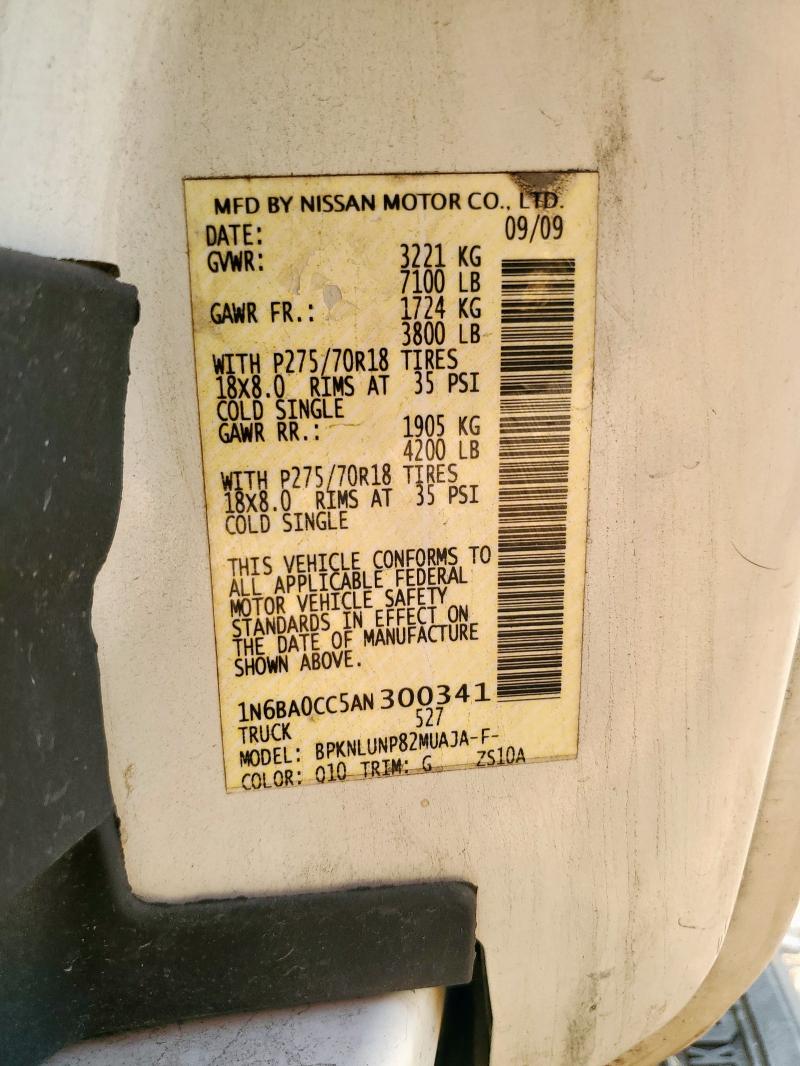 MFD BY NISSAN MOTOR CO., LTD.
DATE: 09/09
GVWR: 3221 KG
7100 LB
GAWR FR.: 1724 KG
3800 LB
WITH P275/70R18 TIRES
18X8.0 RIMS AT 35 PSI
COLD SINGLE
GAWR RR.: 1905 KG
4200 LB
WITH P275/70R18 TIRES
18X8.0 RIMS AT 35 PSI
COLD SINGLE
THIS VEHICLE CONFORMS TO
ALL APPLICABLE FEDERAL
MOTOR VEHICLE SAFETY
STANDARDS IN EFFECT ON
THE DATE OF MANUFACTURE
SHOWN ABOVE.
1N6BA0CC5AN300341
TRUCK 527
MODEL: BPKNLUNP82MUAJA-F-
COLOR: Q10 TRIM: G ZS10A